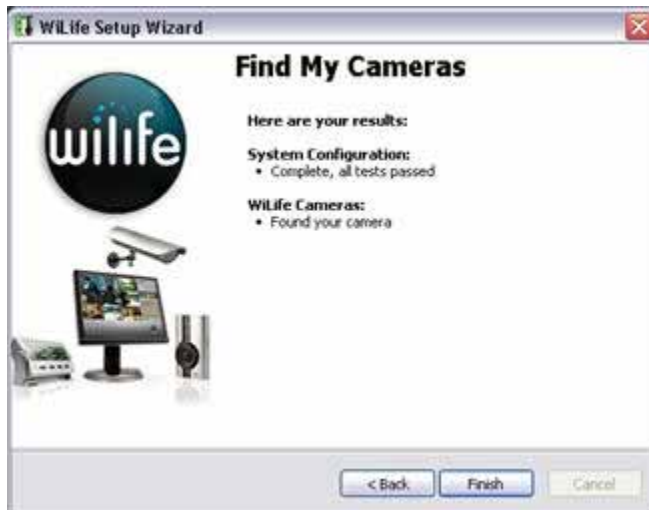 WiLife Setup Wizard
Find My Cameras
wilife
Here are your results:
System Configuration:
• Complete, all tests passed
WiLife Cameras:
• Found your camera
< Back
Finish
Cancel